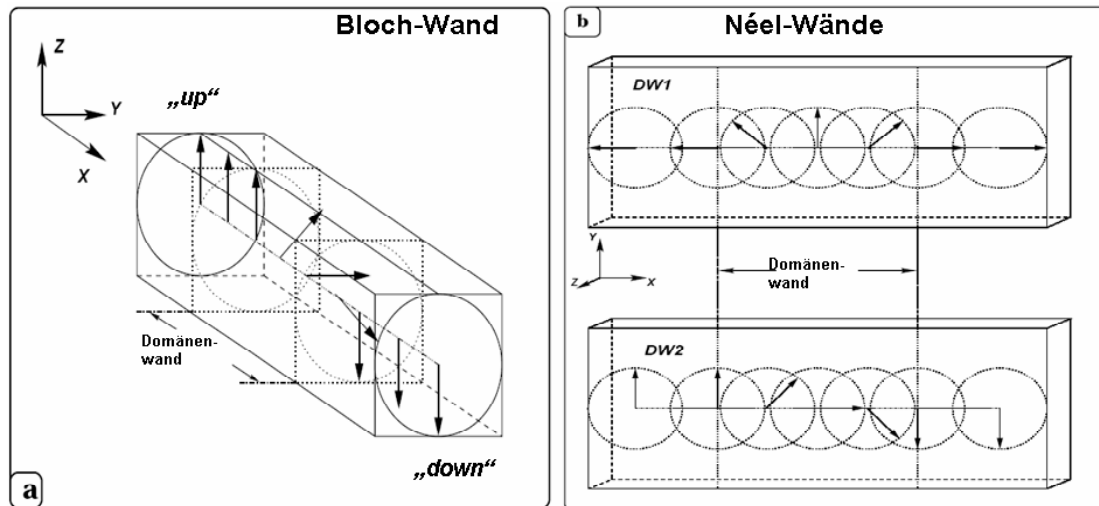 Bloch-Wand
Z
Y
X
„up“
Domänen-
wand
„down“
a
b
Néel-Wände
DW1
Y
X
Z
Domänen-
wand
DW2